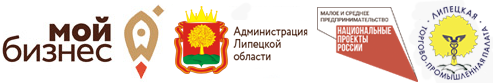 МОЙ
бизнес
Администрация
Липецкой
области
МАЛОЕ И СРЕДНЕЕ
ПРЕДПРИНИМАТЕЛЬСТВО
НАЦИОНАЛЬНЫЕ
ПРОЕКТЫ
РОССИИ
ЛИПЕЦКАЯ
ТОРГОВО-ПРОМЫШЛЕННАЯ ПАЛАТА